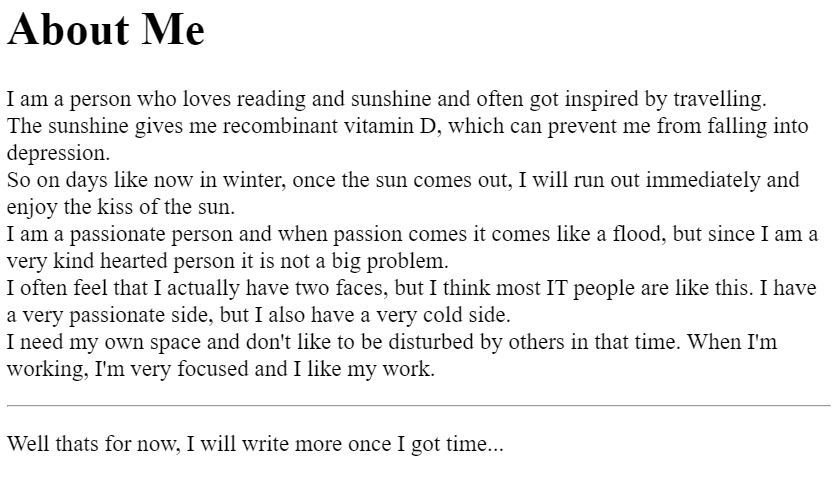 About Me
I am a person who loves reading and sunshine and often got inspired by travelling.
The sunshine gives me recombinant vitamin D, which can prevent me from falling into
depression.
So on days like now in winter, once the sun comes out, I will run out immediately and
enjoy the kiss of the sun.
I am a passionate person and when passion comes it comes like a flood, but since I am a
very kind hearted person it is not a big problem.
I often feel that I actually have two faces, but I think most IT people are like this. I have
a very passionate side, but I also have a very cold side.
I need my own space and don't like to be disturbed by others in that time. When I'm
working, I'm very focused and I like my work.
Well thats for now, I will write more once I got time...